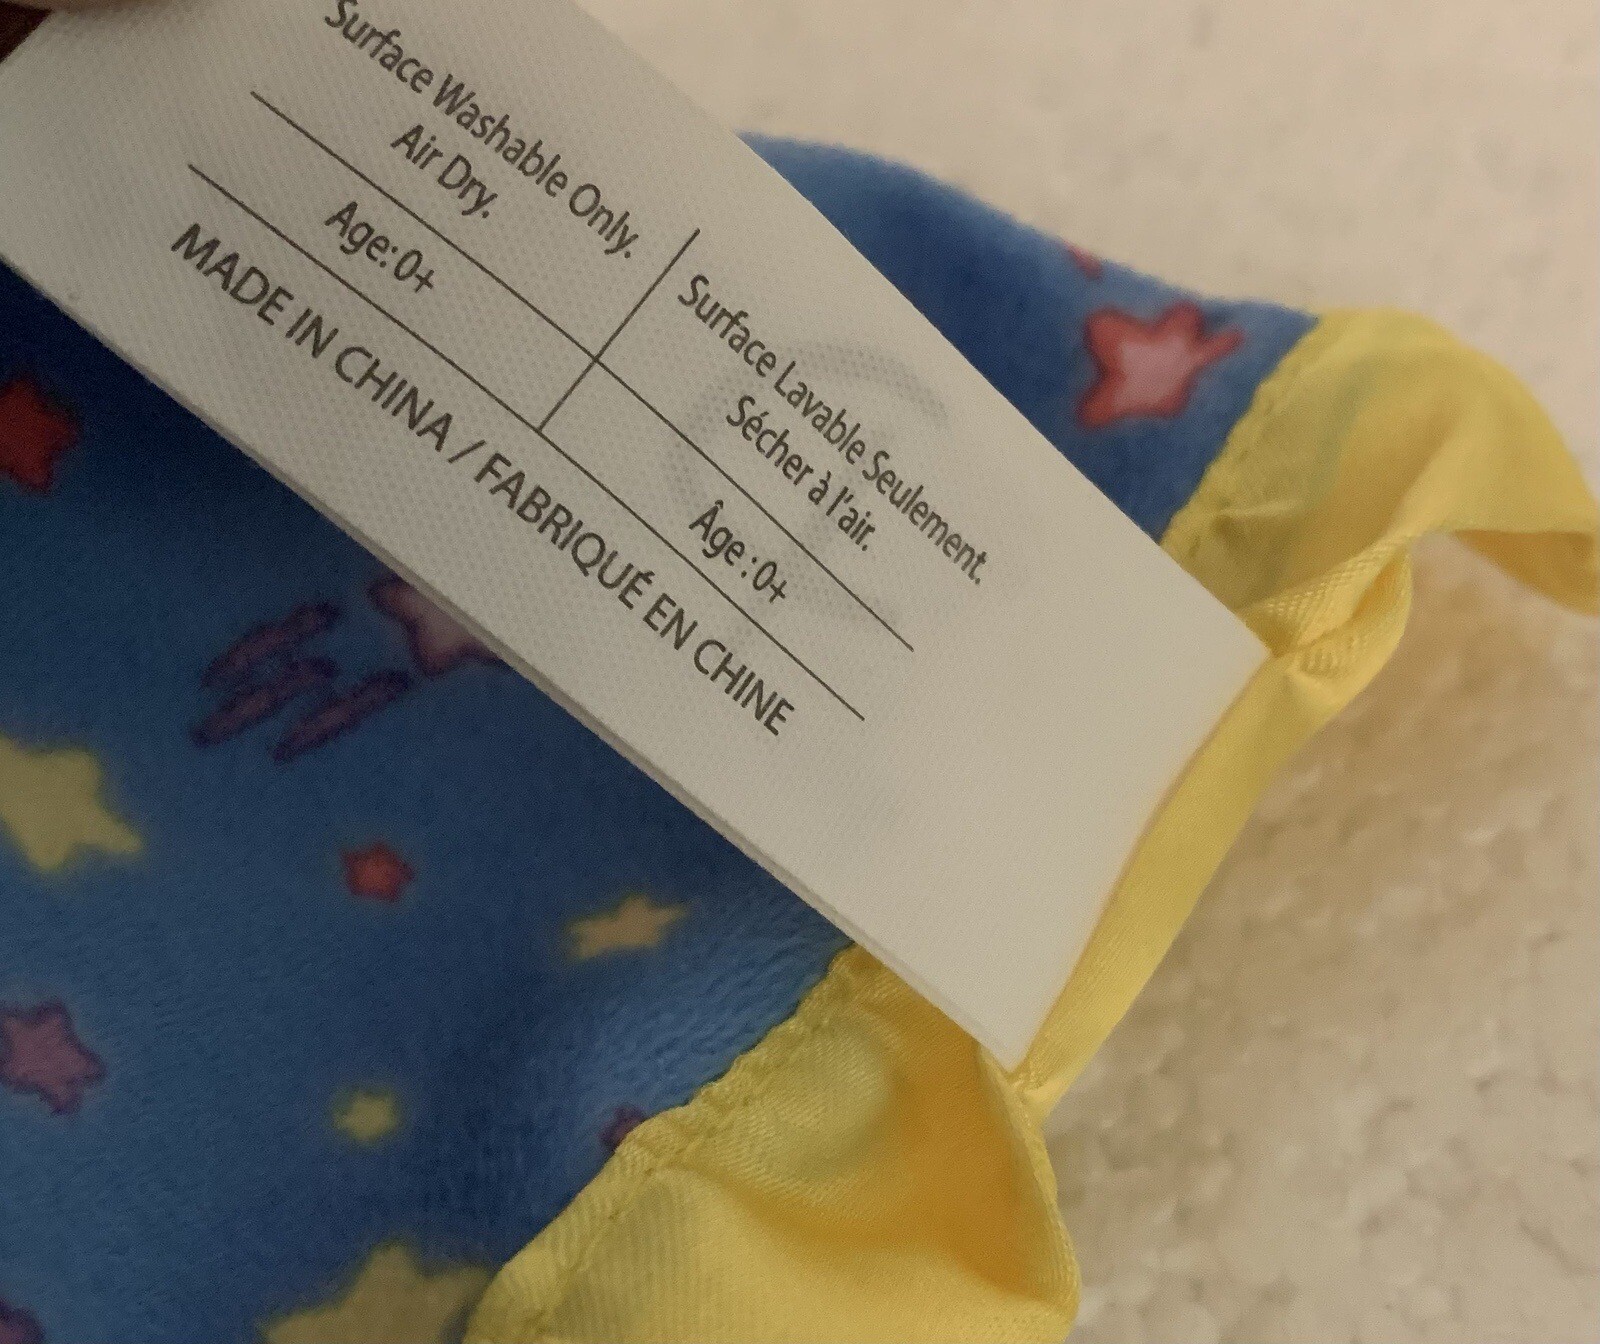 Surface Washable Only.
Air Dry.
Surface Lavable Seulement.
Sécher à l'air.
Age: 0+
Âge : 0+
MADE IN CHINA / FABRIQUÉ EN CHINE